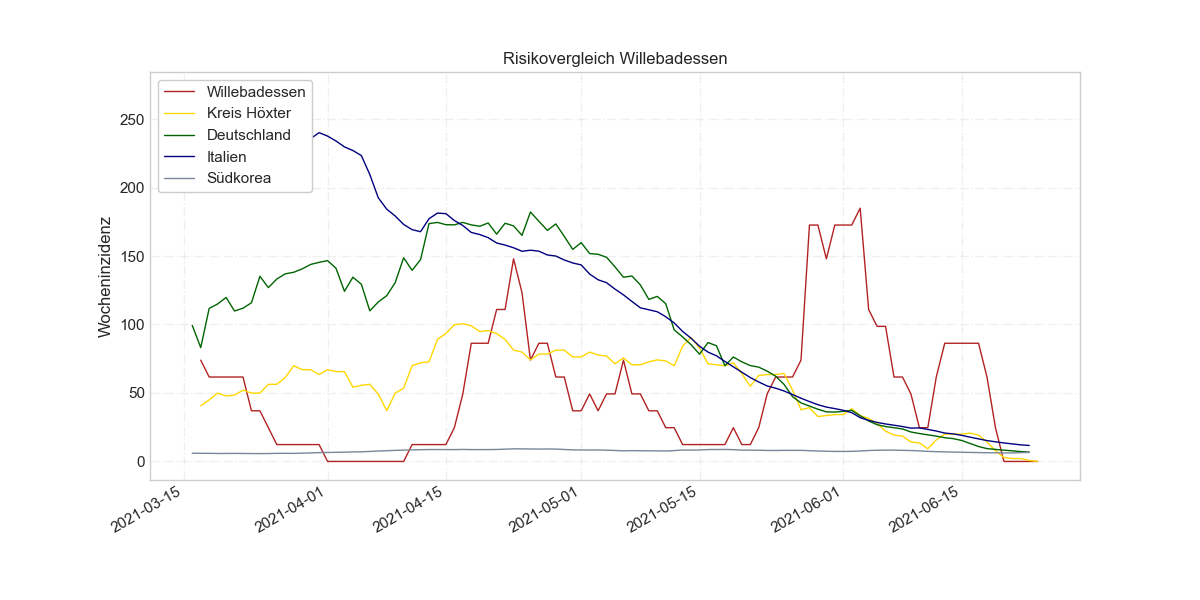 Risikovergleich Willebadessen
Willebadessen
Kreis Höxter
Deutschland
Italien
Südkorea
Wocheninzidenz
250
200
150
100
50
0
2021-03-15
2021-04-01
2021-04-15
2021-05-01
2021-05-15
2021-06-01
2021-06-15